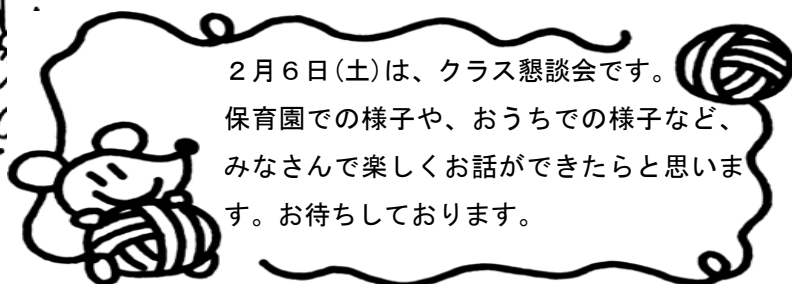 ２月６日(土)は、クラス懇談会です。
保育園での様子や、おうちでの様子など、
みなさんで楽しくお話ができたらと思いま
す。お待ちしております。